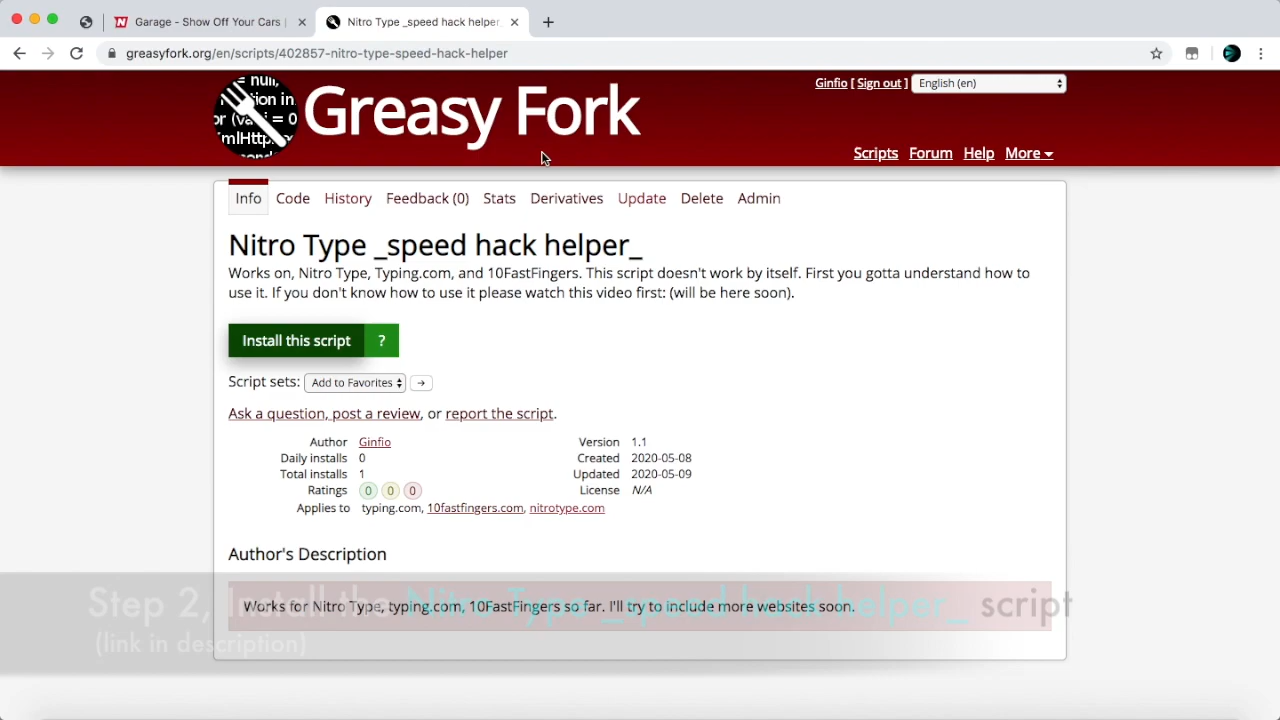 Garage - Show Off Your Cars |
Nitro Type _speed hack helper_
greasyfork.org/en/scripts/402857-nitro-type-speed-hack-helper
Ginfio [ Sign out ] English (en)
Greasy Fork
Scripts Forum Help More
Info Code History Feedback (0) Stats Derivatives Update Delete Admin
Nitro Type _speed hack helper_
Works on, Nitro Type, Typing.com, and 10FastFingers. This script doesn't work by itself. First you gotta understand how to
use it. If you don't know how to use it please watch this video first: (will be here soon).
Install this script ?
Script sets: Add to Favorites →
Ask a question, post a review, or report the script.
Author Ginfio Version 1.1
Daily installs 0 Created 2020-05-08
Total installs 1 Updated 2020-05-09
Ratings 0 0 0 License N/A
Applies to typing.com, 10fastfingers.com, nitrotype.com
Author's Description
Step 2, Install the Nitro Type _speed hack helper_ script
Works for Nitro Type, typing.com, 10FastFingers so far. I'll try to include more websites soon.
(link in description)